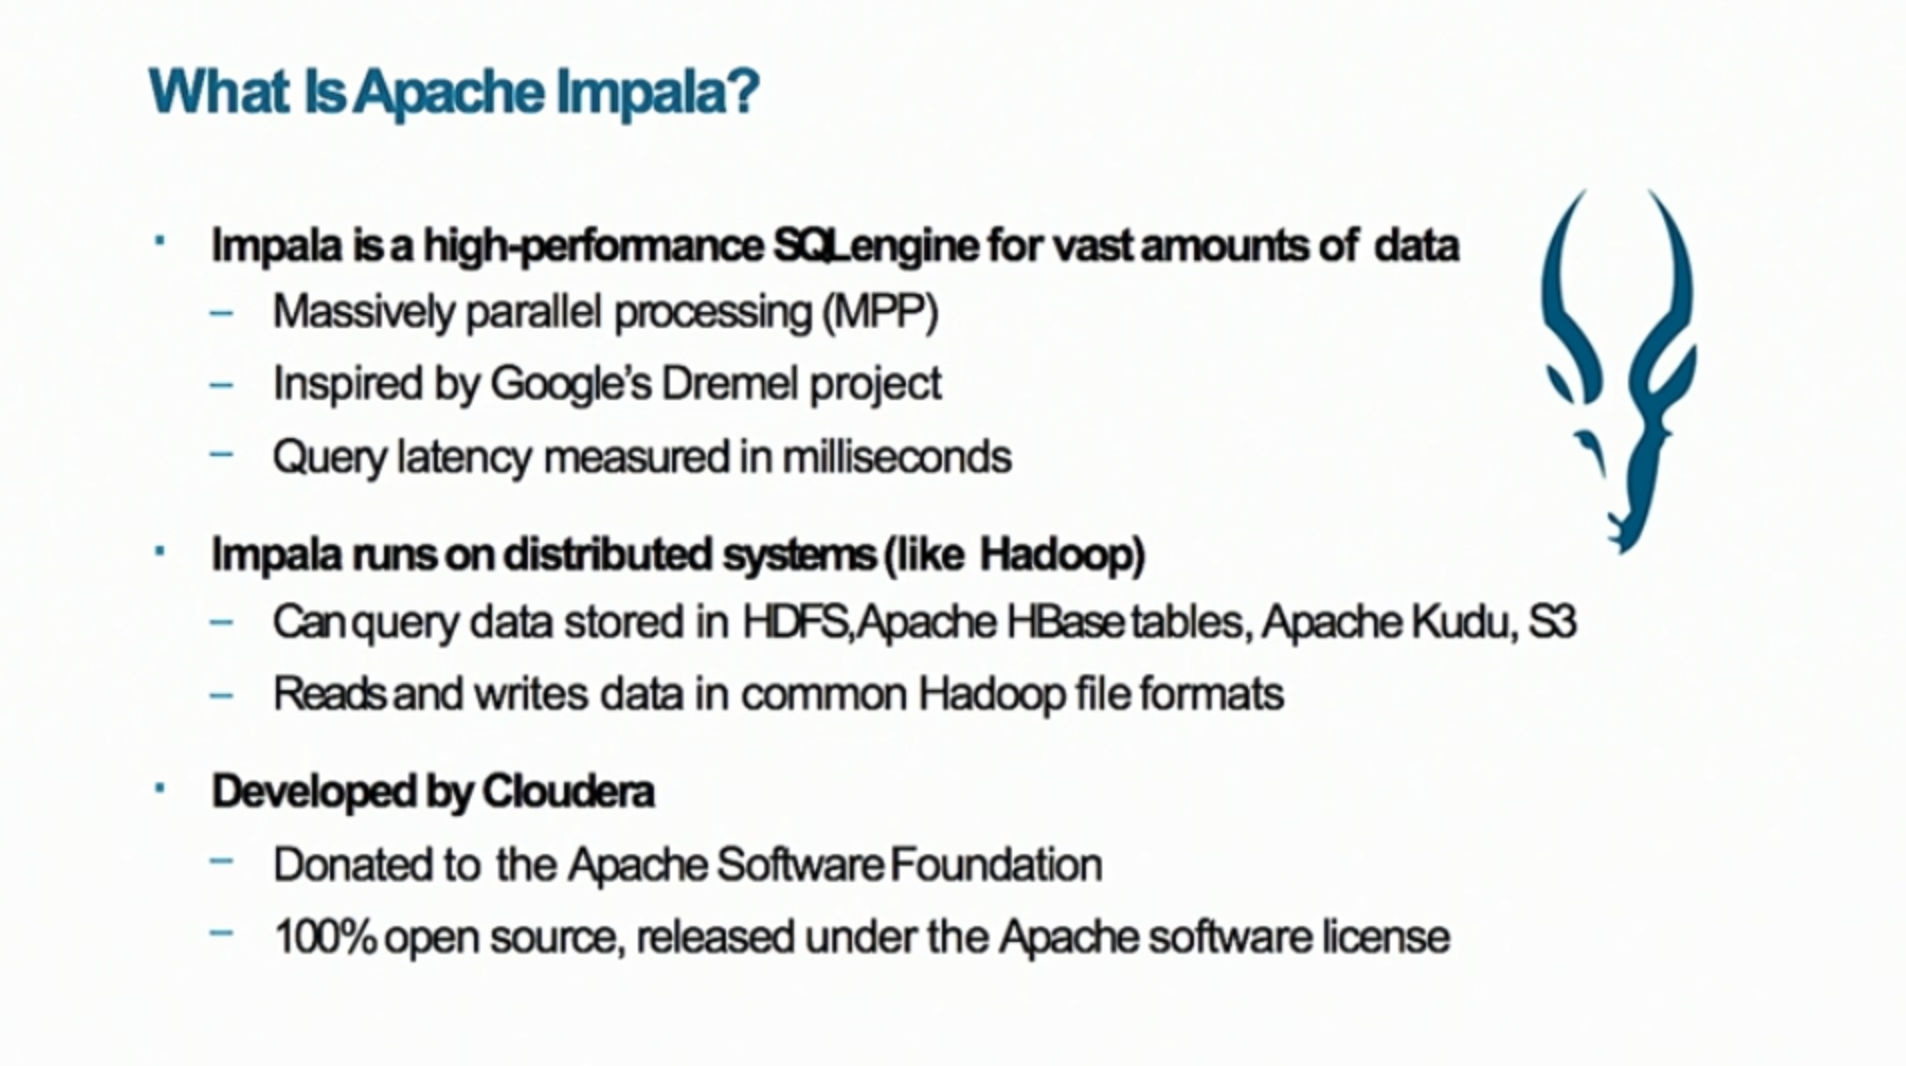 What Is Apache Impala?
Impala is a high-performance SQL engine for vast amounts of data
– Massively parallel processing (MPP)
– Inspired by Google's Dremel project
– Query latency measured in milliseconds
Impala runs on distributed systems (like Hadoop)
– Can query data stored in HDFS, Apache HBase tables, Apache Kudu, S3
– Reads and writes data in common Hadoop file formats
Developed by Cloudera
– Donated to the Apache Software Foundation
– 100% open source, released under the Apache software license